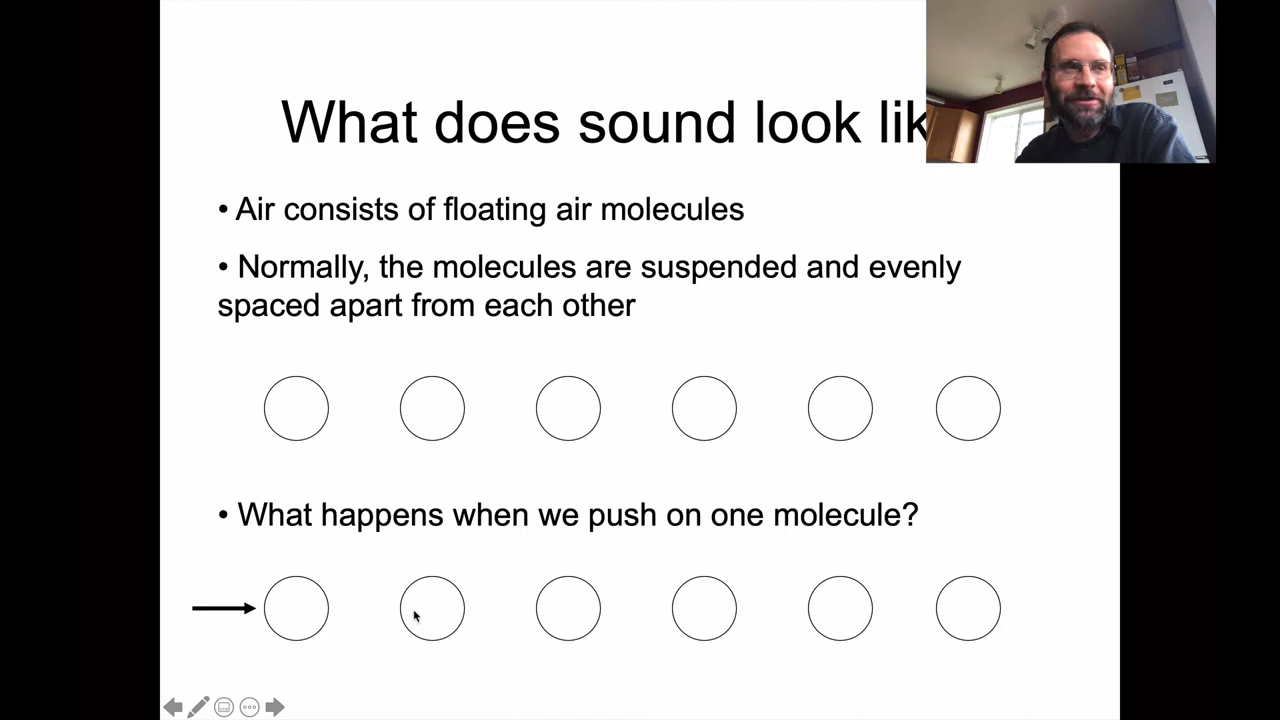 What does sound look lik
• Air consists of floating air molecules
• Normally, the molecules are suspended and evenly
spaced apart from each other
• What happens when we push on one molecule?